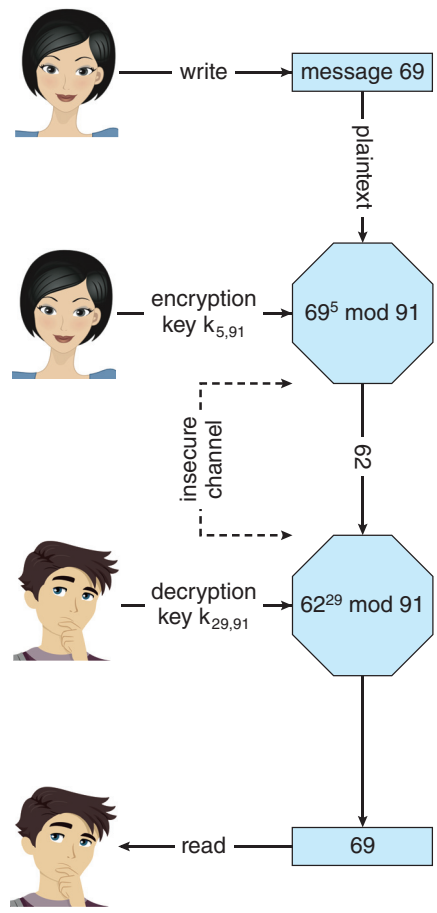 write
message 69
plaintext
encryption
key k5,91
69⁵ mod 91
insecure
channel
62
decryption
key k29,91
62²⁹ mod 91
read
69